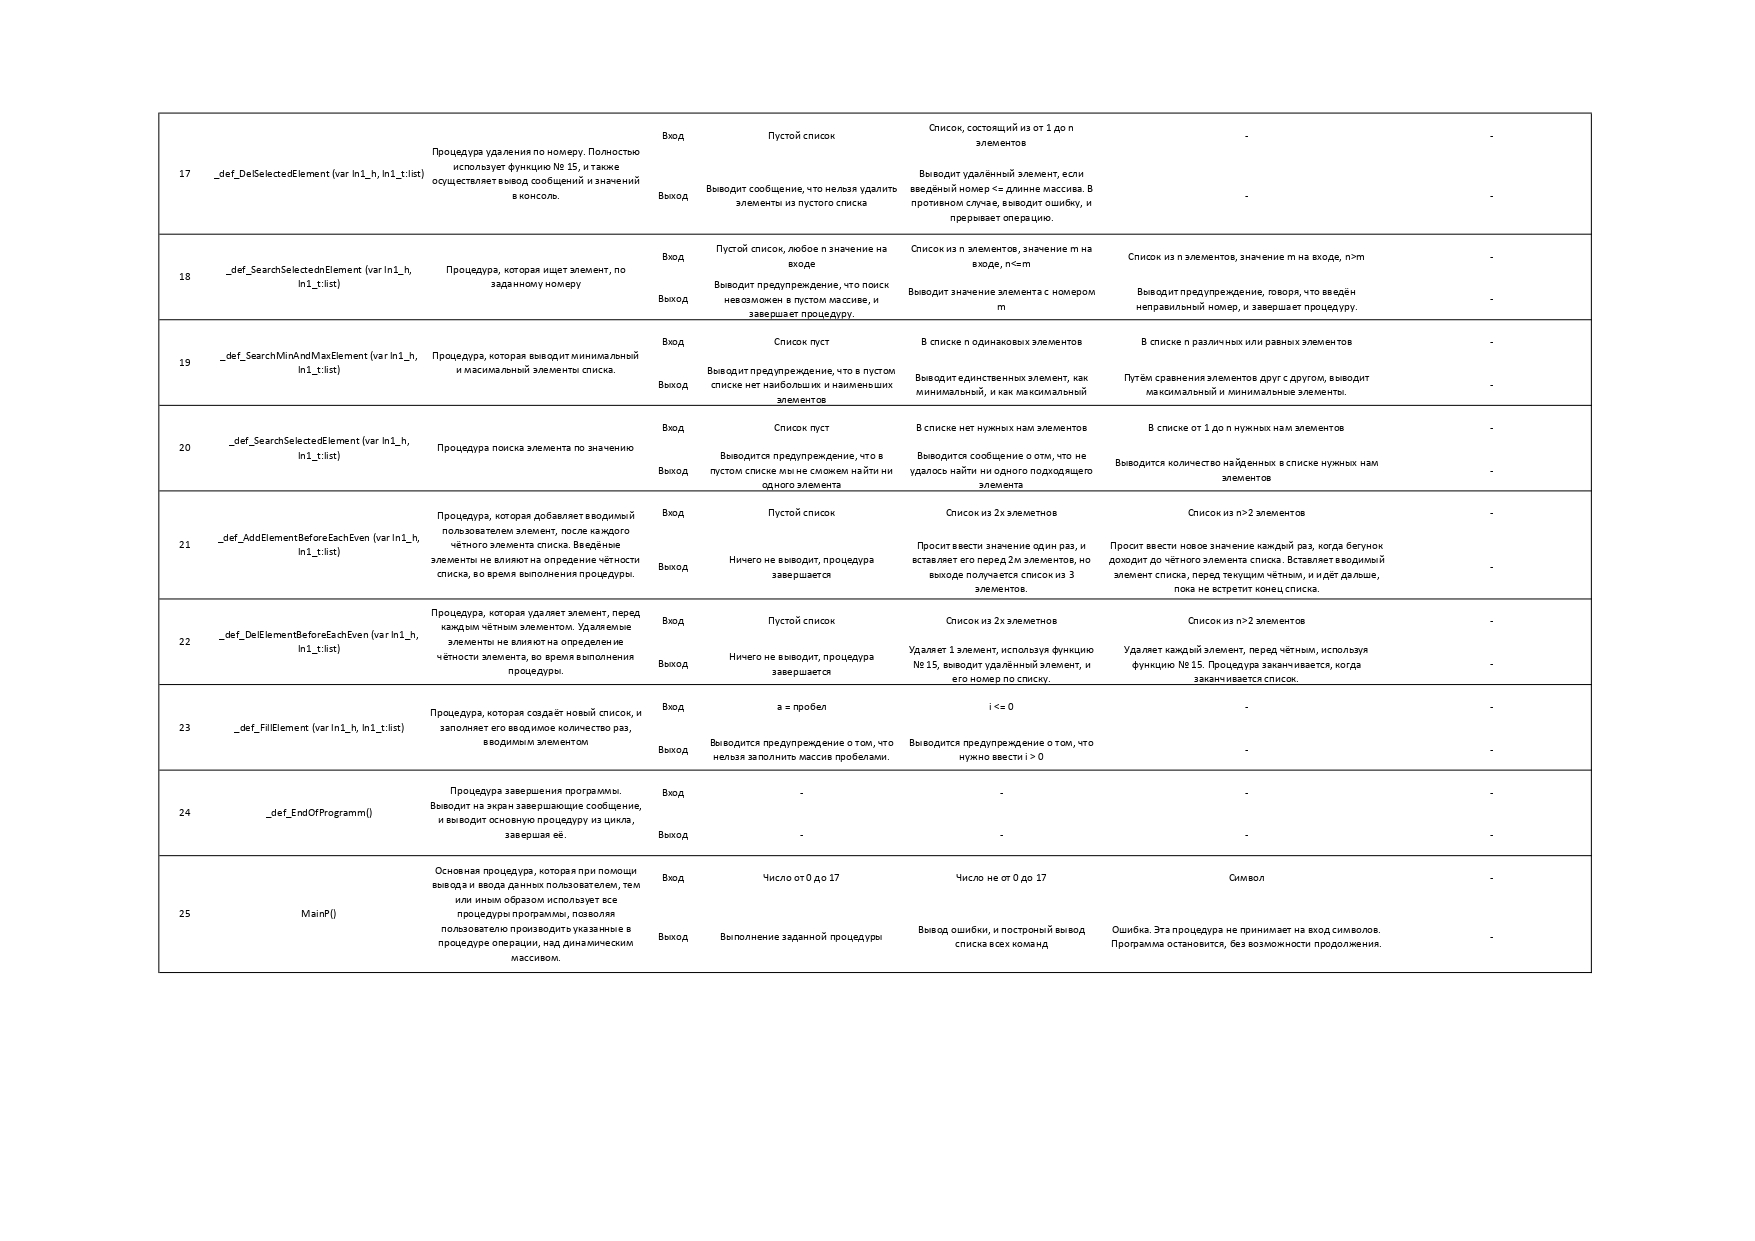 17
_def_DelSelectedElement (var ln1_h, ln1_t:list)
Процедура удаления по номеру. Полностью
использует функцию № 15, и также
осуществляет вывод сообщений и значений
в консоль.
Вход
Пустой список
Список, состоящий из от 1 до n
элементов
-
-
Выход
Выводит сообщение, что нельзя удалить
элементы из пустого списка
Выводит удалённый элемент, если
введёный номер <= длинне массива. В
противном случае, выводит ошибку, и
прерывает операцию.
-
-
18
_def_SearchSelectednElement (var ln1_h,
ln1_t:list)
Процедура, которая ищет элемент, по
заданному номеру
Вход
Пустой список, любое n значение на
входе
Список из n элементов, значение m на
входе, n<=m
Список из n элементов, значение m на входе, n>m
-
Выход
Выводит предупреждение, что поиск
невозможен в пустом массиве, и
завершает процедуру.
Выводит значение элемента с номером
m
Выводит предупреждение, говоря, что введён
неправильный номер, и завершает процедуру.
-
19
_def_SearchMinAndMaxElement (var ln1_h,
ln1_t:list)
Процедура, которая выводит минимальный
и масимальный элементы списка.
Вход
Список пуст
В списке n одинаковых элементов
В списке n различных или равных элементов
-
Выход
Выводит предупреждение, что в пустом
списке нет наибольших и наименьших
элементов
Выводит единственных элемент, как
минимальный, и как максимальный
Путём сравнения элементов друг с другом, выводит
максимальный и минимальные элементы.
-
20
_def_SearchSelectedElement (var ln1_h,
ln1_t:list)
Процедура поиска элемента по значению
Вход
Список пуст
В списке нет нужных нам элементов
В списке от 1 до n нужных нам элементов
-
Выход
Выводится предупреждение, что в
пустом списке мы не сможем найти ни
одного элемента
Выводится сообщение о отм, что не
удалось найти ни одного подходящего
элемента
Выводится количество найденных в списке нужных нам
элементов
-
21
_def_AddElementBeforeEachEven (var ln1_h,
ln1_t:list)
Процедура, которая добавляет вводимый
пользователем элемент, после каждого
чётного элемента списка. Введёные
элементы не влияют на опредение чётности
списка, во время выполнения процедуры.
Вход
Пустой список
Список из 2х элеметнов
Список из n>2 элементов
-
Выход
Ничего не выводит, процедура
завершается
Просит ввести значение один раз, и
вставляет его перед 2м элементов, но
выходе получается список из 3
элементов.
Просит ввести новое значение каждый раз, когда бегунок
доходит до чётного элемента списка. Вставляет вводимый
элемент списка, перед текущим чётным, и идёт дальше,
пока не встретит конец списка.
-
22
_def_DelElementBeforeEachEven (var ln1_h,
ln1_t:list)
Процедура, которая удаляет элемент, перед
каждым чётным элементом. Удаляемые
элементы не влияют на определение
чётности элемента, во время выполнения
процедуры.
Вход
Пустой список
Список из 2х элеметнов
Список из n>2 элементов
-
Выход
Ничего не выводит, процедура
завершается
Удаляет 1 элемент, используя функцию
№ 15, выводит удалённый элемент, и
его номер по списку.
Удаляет каждый элемент, перед чётным, используя
функцию № 15. Процедура заканчивается, когда
заканчивается список.
-
23
_def_FillElement (var ln1_h, ln1_t:list)
Процедура, которая создаёт новый список, и
заполняет его вводимое количество раз,
вводимым элементом
Вход
a = пробел
i <= 0
-
-
Выход
Выводится предупреждение о том, что
нельзя заполнить массив пробелами.
Выводится предупреждение о том, что
нужно ввести i > 0
-
-
24
_def_EndOfProgramm()
Процедура завершения программы.
Выводит на экран завершающие сообщение,
и выводит основную процедуру из цикла,
завершая её.
Вход
-
-
-
-
Выход
-
-
-
-
25
MainP()
Основная процедура, которая при помощи
вывода и ввода данных пользователем, тем
или иным образом использует все
процедуры программы, позволяя
пользователю производить указанные в
процедуре операции, над динамическим
массивом.
Вход
Число от 0 до 17
Число не от 0 до 17
Символ
-
Выход
Выполнение заданной процедуры
Вывод ошибки, и построный вывод
списка всех команд
Ошибка. Эта процедура не принимает на вход символов.
Программа остановится, без возможности продолжения.
-